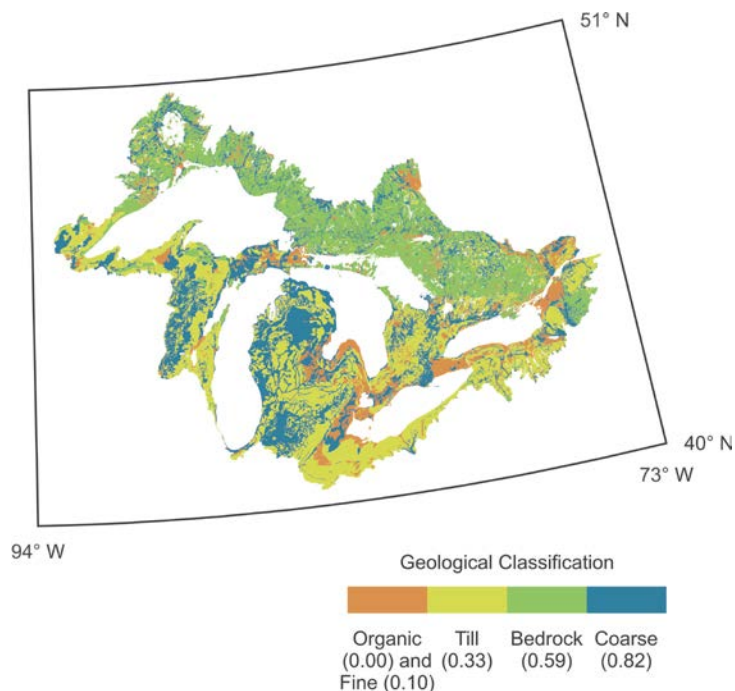 51° N
40° N
73° W
94° W
Geological Classification
Organic Till Bedrock Coarse
(0.00) and (0.33) (0.59) (0.82)
Fine (0.10)